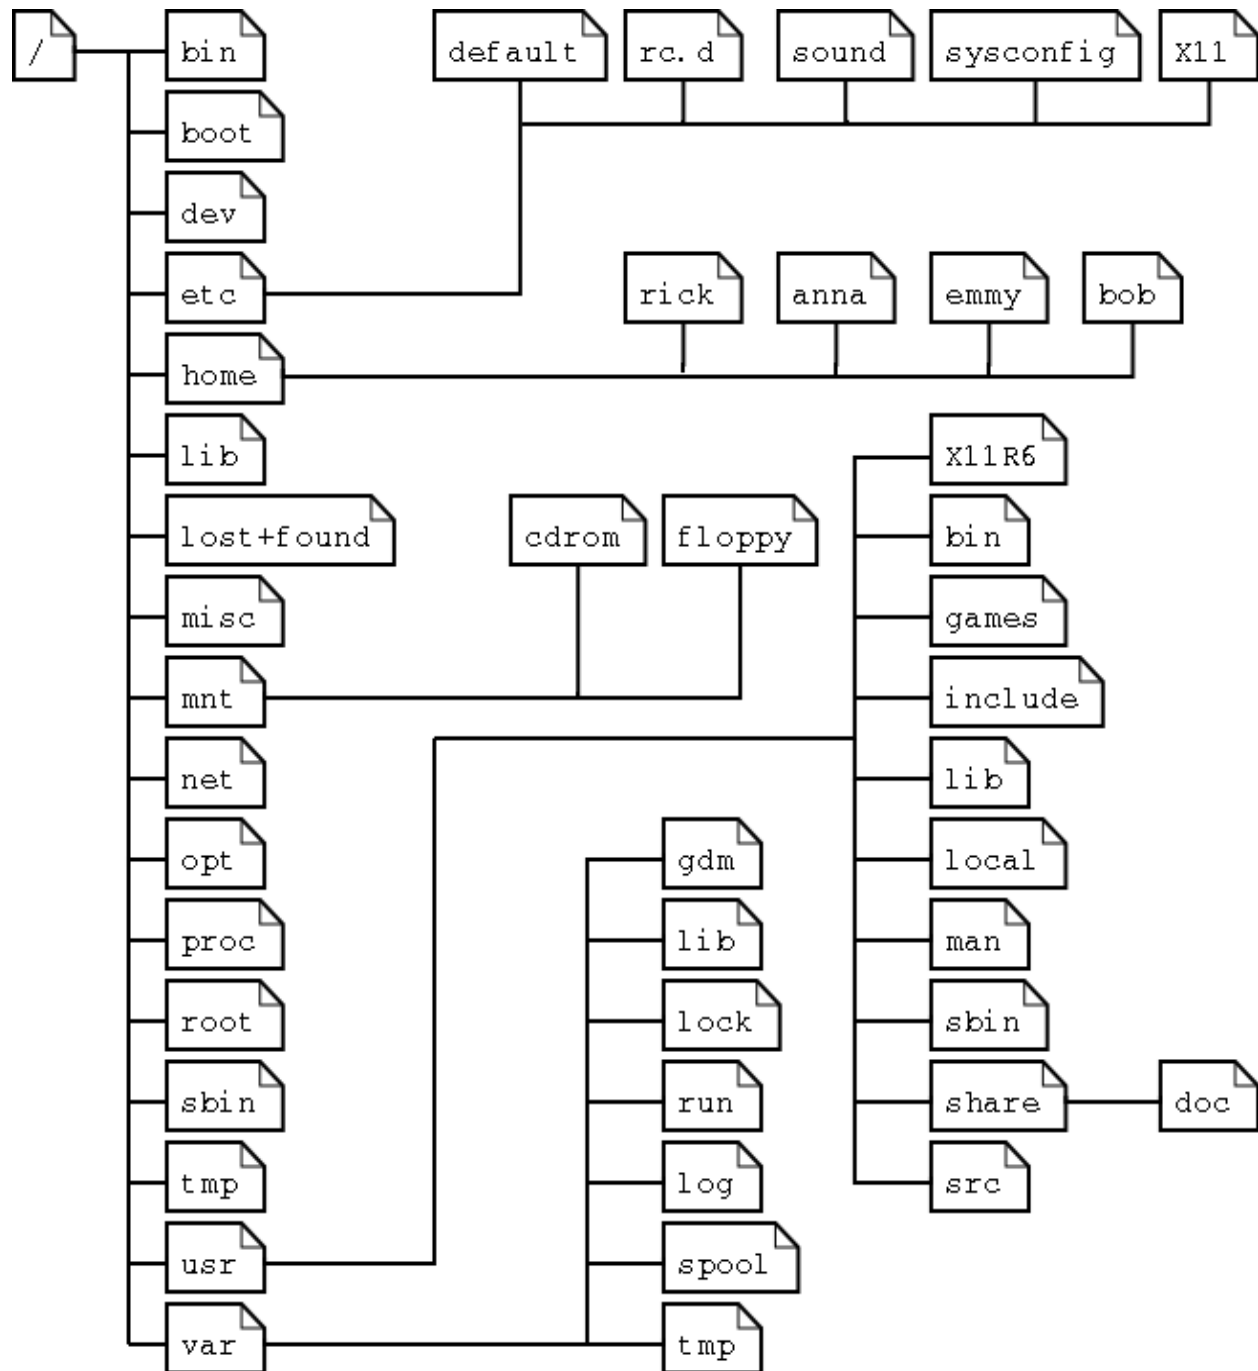 / bin default rc.d sound sysconfig X11
boot
dev
etc rick anna emmy bob
home
lib X11R6
lost+found cdrom floppy bin
misc games
mnt include
net lib
opt gdm local
proc lib man
root lock sbin
sbin run share doc
tmp log src
usr spool
var tmp